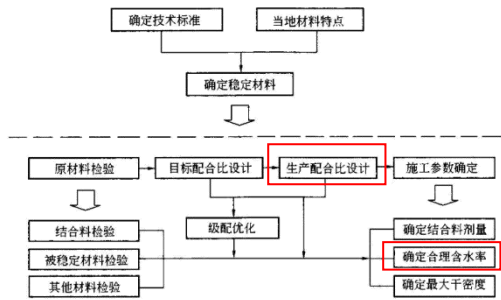 确定技术标准
当地材料特点
确定稳定材料
原材料检验
目标配合比设计
生产配合比设计
施工参数确定
结合料检验
级配优化
确定结合料剂量
被稳定材料检验
确定合理含水率
其他材料检验
确定最大干密度